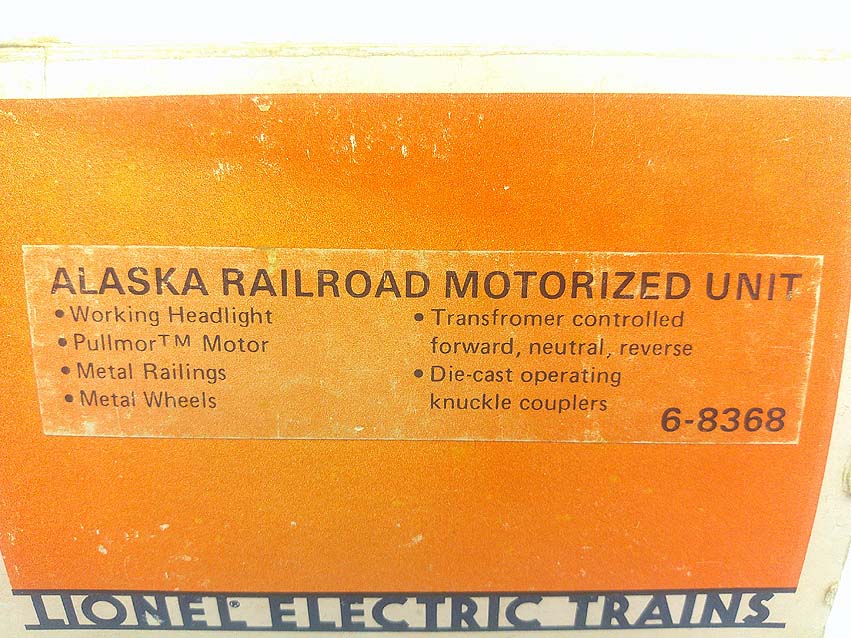 ALASKA RAILROAD MOTORIZED UNIT
• Working Headlight
• Pullmor™ Motor
• Metal Railings
• Metal Wheels
• Transfromer controlled
forward, neutral, reverse
• Die-cast operating
knuckle couplers
6-8368
LIONEL® ELECTRIC TRAINS